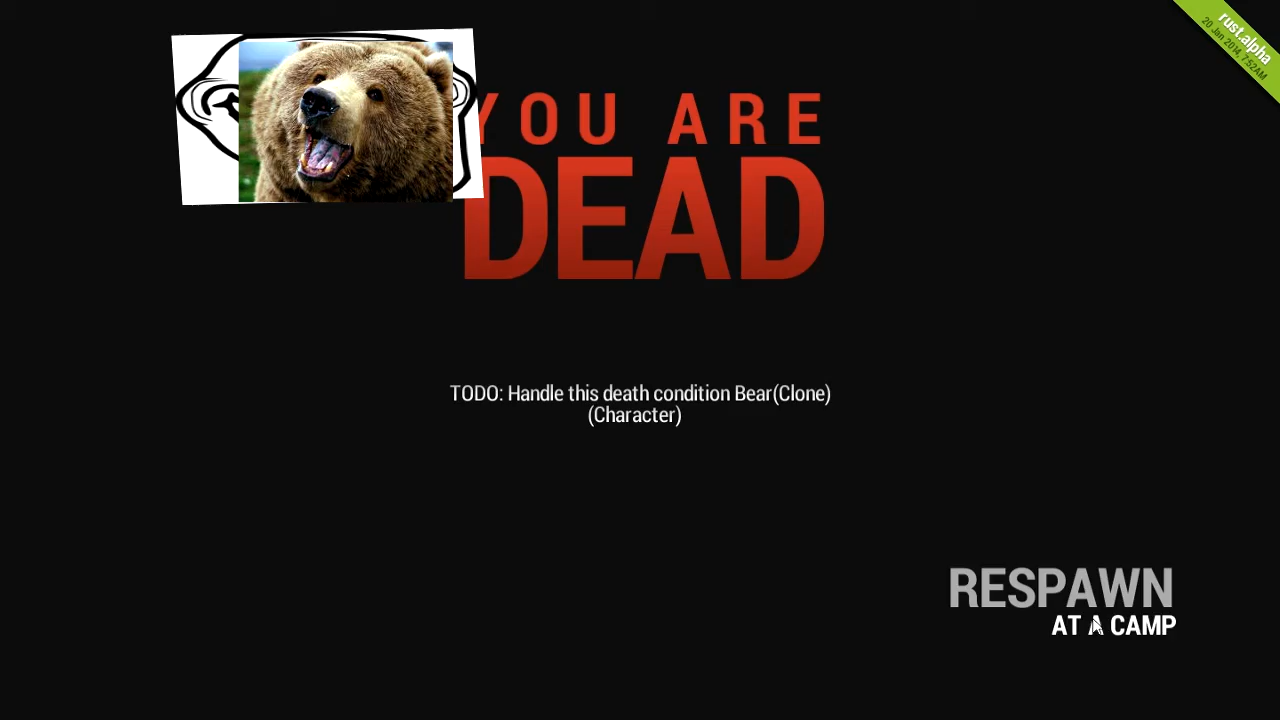 rust.alpha
20 Jan 2014, 7:52AM
YOU ARE
DEAD
TODO: Handle this death condition Bear(Clone)
(Character)
RESPAWN
AT A CAMP